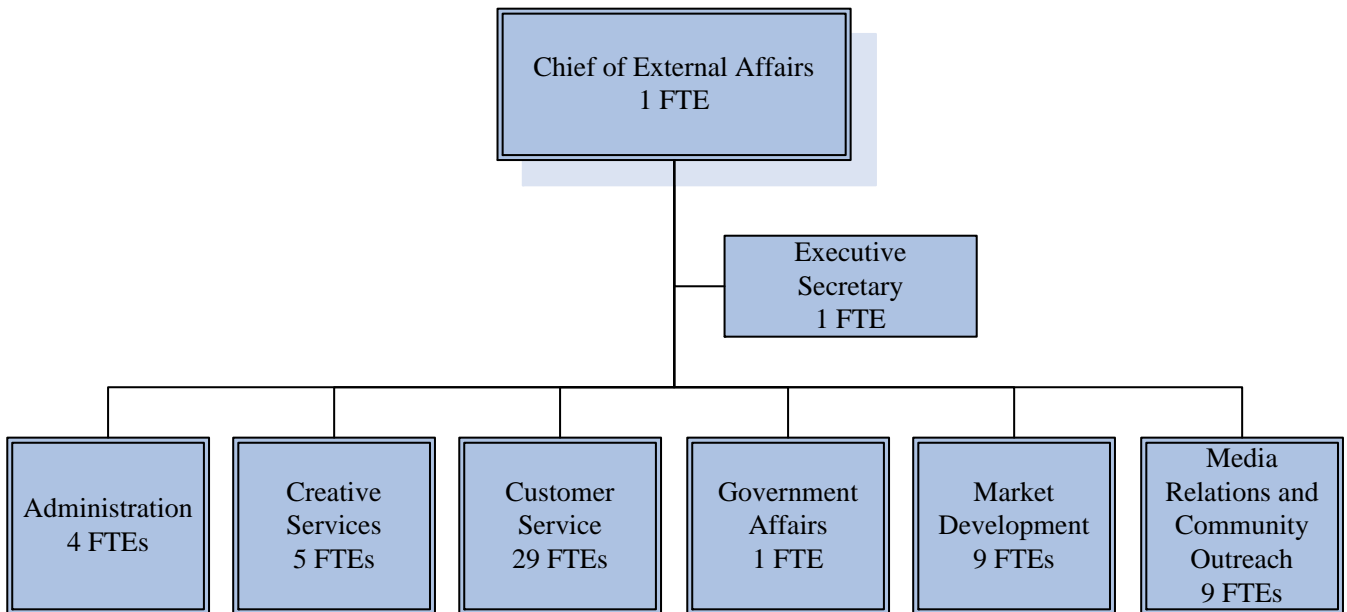 Chief of External Affairs
1 FTE
Executive
Secretary
1 FTE
Administration
4 FTEs
Creative
Services
5 FTEs
Customer
Service
29 FTEs
Government
Affairs
1 FTE
Market
Development
9 FTEs
Media
Relations and
Community
Outreach
9 FTEs